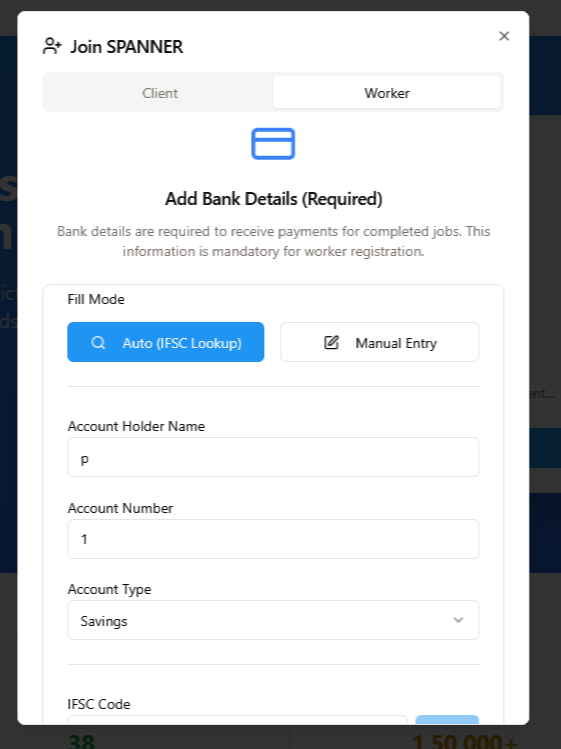 Join SPANNER
Client
Worker
Add Bank Details (Required)
Bank details are required to receive payments for completed jobs. This
information is mandatory for worker registration.
Fill Mode
Auto (IFSC Lookup)
Manual Entry
Account Holder Name
p
Account Number
1
Account Type
Savings
IFSC Code
38
1,50,000+